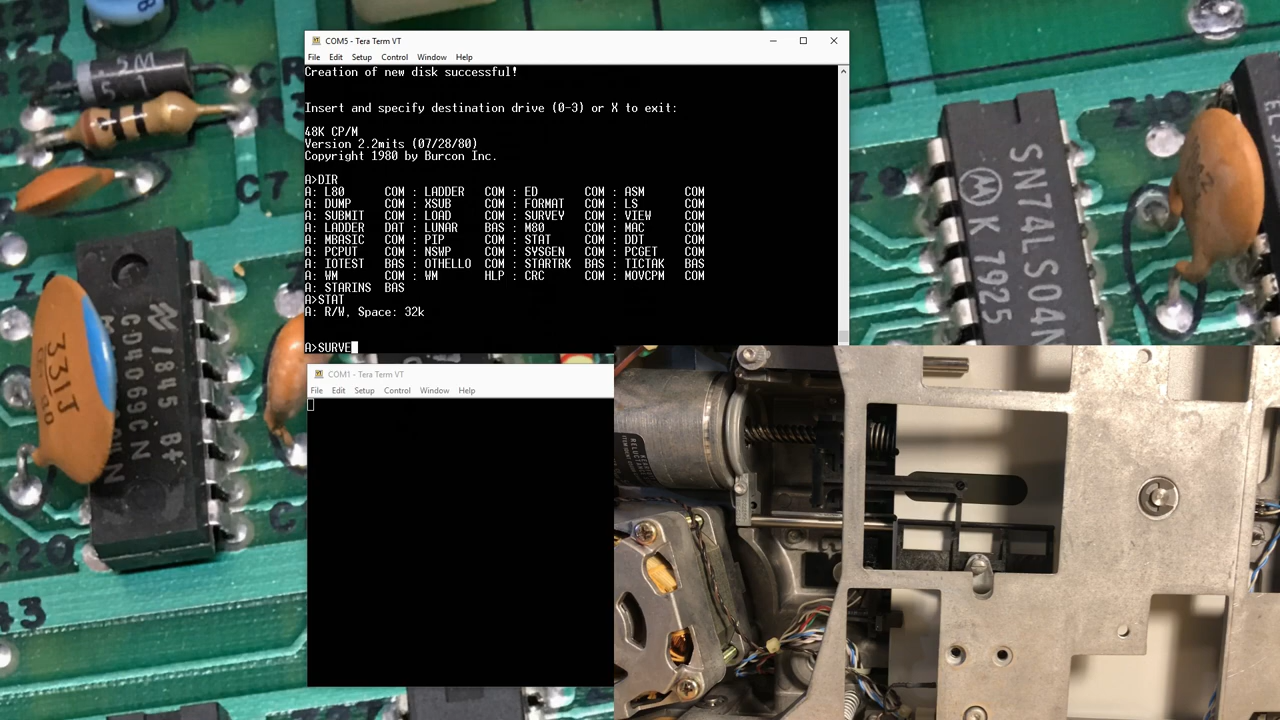 COM5 - Tera Term VT
File Edit Setup Control Window Help
Creation of new disk successful!
Insert and specify destination drive (0-3) or X to exit:
48K CP/M
Version 2.2mits (07/28/80)
Copyright 1980 by Burcon Inc.
A>DIR
A: L80 COM : LADDER COM : ED COM : ASM COM
A: DUMP COM : XSUB COM : FORMAT COM : LS COM
A: SUBMIT COM : LOAD COM : SURVEY COM : VIEW COM
A: LADDER DAT : LUNAR BAS : M80 COM : MAC COM
A: MBASIC COM : PIP COM : STAT COM : DDT COM
A: PCPUT COM : NSWP COM : SYSGEN COM : PCGET COM
A: IOTEST BAS : OTHELLO COM : STARTRK BAS : TICTAK BAS
A: WM COM : WM HLP : CRC COM : MOVCPM COM
A: STARINS BAS
A>STAT
A: R/W, Space: 32k
A>SURVE
COM1 - Tera Term VT
File Edit Setup Control Window Help
C7
331J
1845
CD4069CN
C20
43
SN74LS04N
K 7925